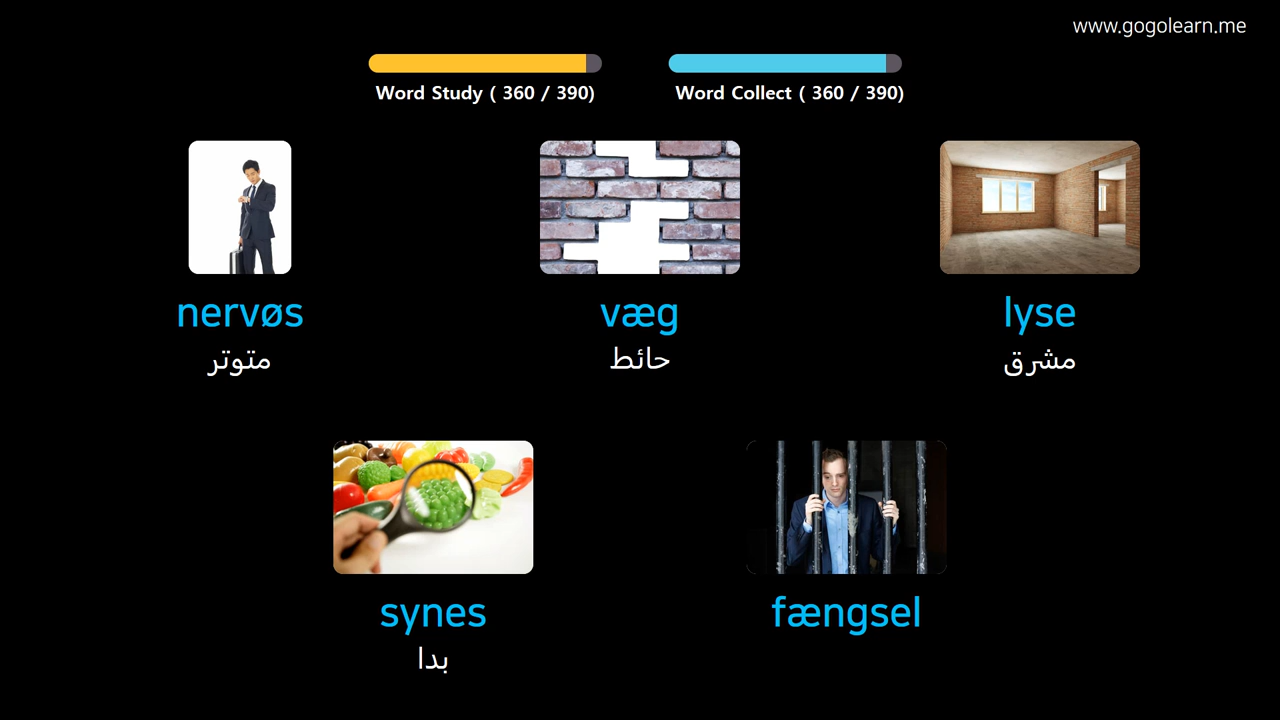 www.gogolearn.me
Word Study ( 360 / 390)
Word Collect ( 360 / 390)
nervøs
متوتر
væg
حائط
lyse
مشرق
synes
بدا
fængsel